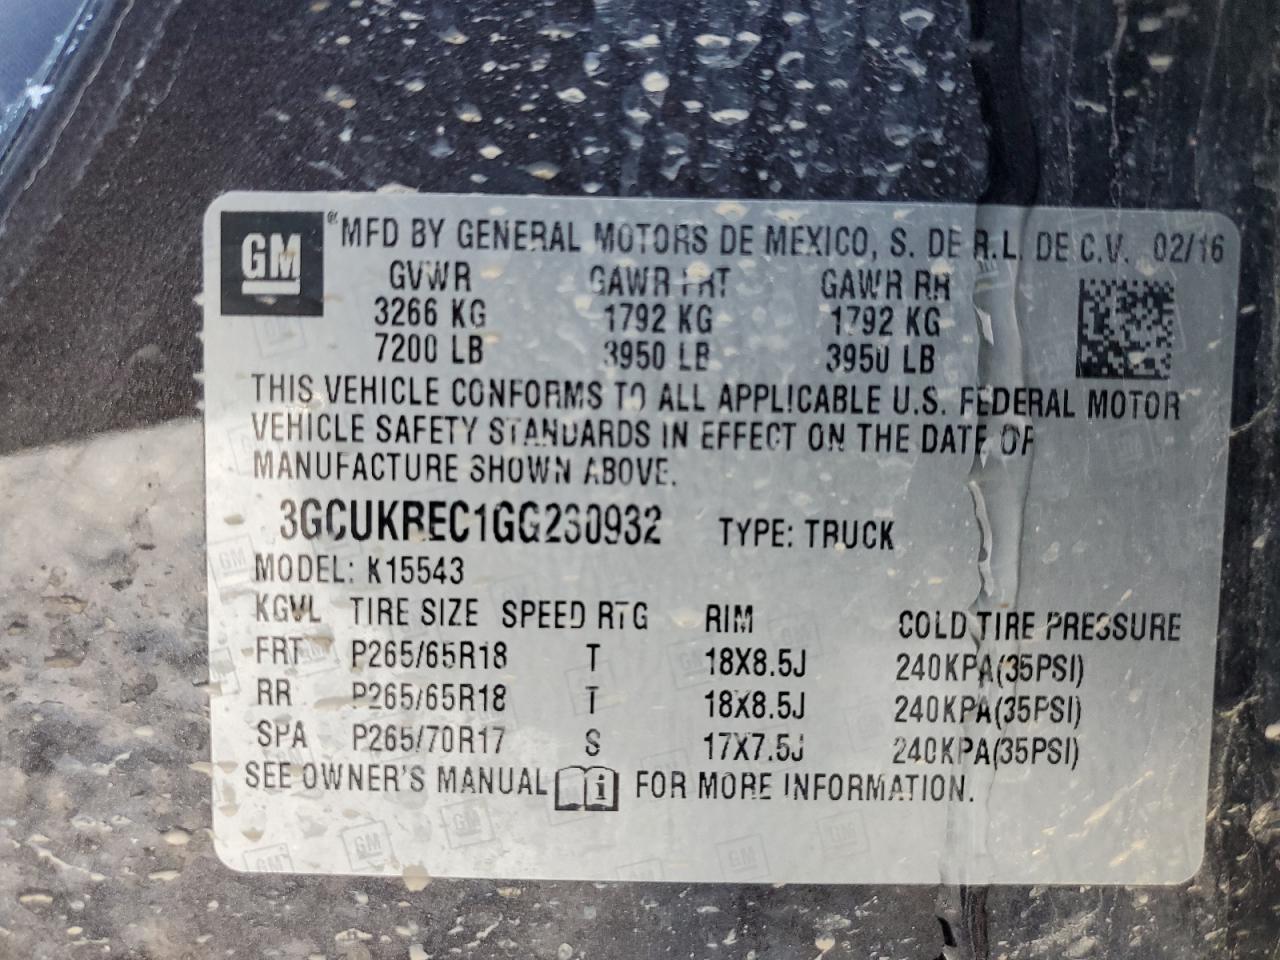 GM
®MFD BY GENERAL MOTORS DE MEXICO, S. DE R.L. DE C.V. 02/16
GVWR GAWR FRT GAWR RR
3266 KG 1792 KG 1792 KG
7200 LB 3950 LB 3950 LB
THIS VEHICLE CONFORMS TO ALL APPLICABLE U.S. FEDERAL MOTOR
VEHICLE SAFETY STANDARDS IN EFFECT ON THE DATE OF
MANUFACTURE SHOWN ABOVE.
3GCUKREC1GG230932 TYPE: TRUCK
MODEL: K15543
KGVL TIRE SIZE SPEED RTG RIM COLD TIRE PRESSURE
FRT P265/65R18 T 18X8.5J 240KPA(35PSI)
RR P265/65R18 T 18X8.5J 240KPA(35PSI)
SPA P265/70R17 S 17X7.5J 240KPA(35PSI)
SEE OWNER'S MANUAL i FOR MORE INFORMATION.